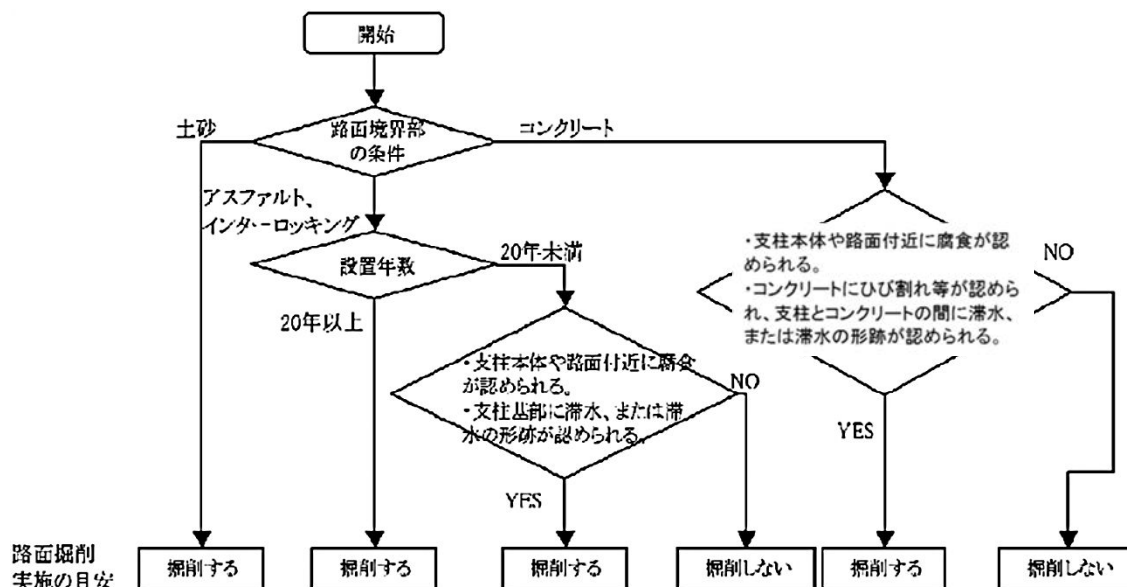 開始
路面境界部
の条件
土砂
コンクリート
アスファルト、
インターロッキング
設置年数
20年未満
20年以上
・支柱本体や路面付近に腐食が認
められる。
・コンクリートにひび割れ等が認めら
れ、支柱とコンクリートの間に滞水、
または滞水の形跡が認められる。
NO
YES
・支柱本体や路面付近に腐食
が認められる。
・支柱基部に滞水、または滞
水の形跡が認められる。
NO
YES
路面掘削
実施の目安
掘削する
掘削する
掘削する
掘削しない
掘削する
掘削しない